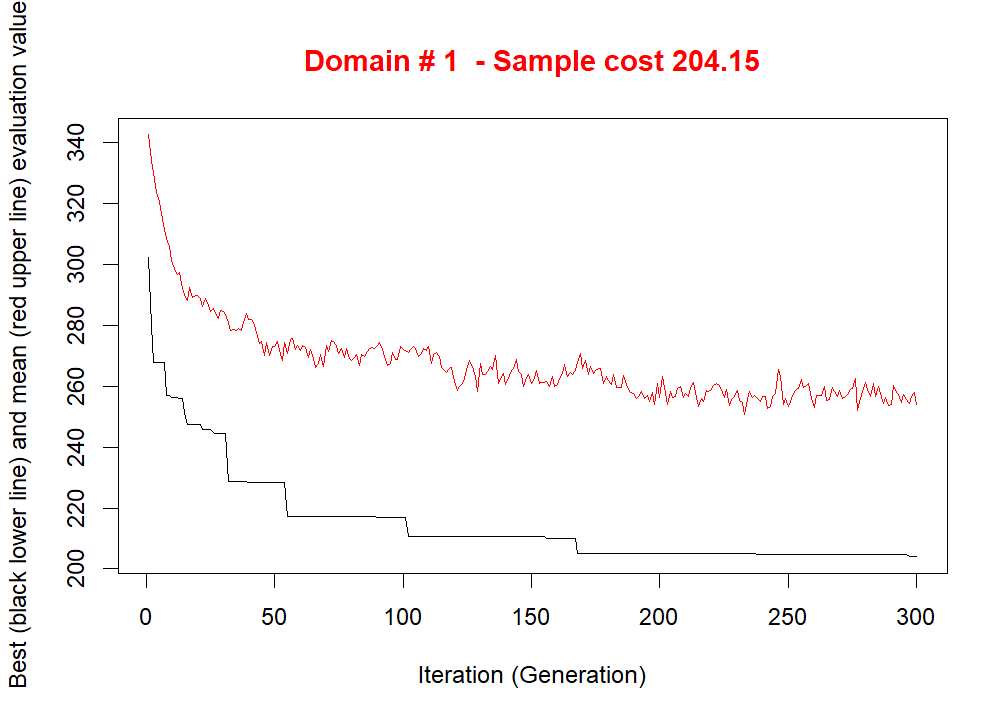 Domain # 1  - Sample cost 204.15
Best (black lower line) and mean (red upper line) evaluation value
340
320
300
280
260
240
220
200
0 50 100 150 200 250 300
Iteration (Generation)